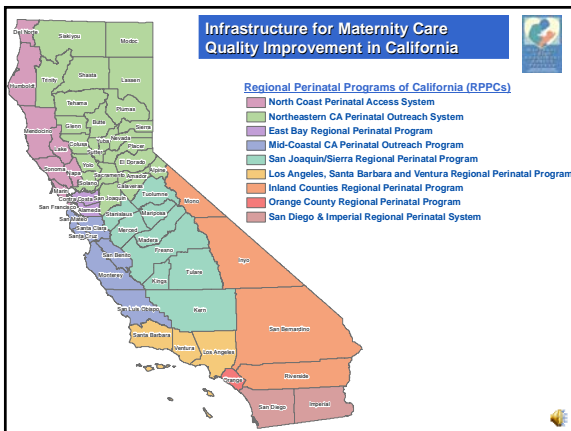 Infrastructure for Maternity Care
Quality Improvement in California
Regional Perinatal Programs of California (RPPCs)
North Coast Perinatal Access System
Northeastern CA Perinatal Outreach System
East Bay Regional Perinatal Program
Mid-Coastal CA Perinatal Outreach Program
San Joaquin/Sierra Regional Perinatal Program
Los Angeles, Santa Barbara and Ventura Regional Perinatal Program
Inland Counties Regional Perinatal Program
Orange County Regional Perinatal Program
San Diego & Imperial Regional Perinatal System
Del Norte
Siskiyou
Modoc
Humboldt
Trinity
Shasta
Lassen
Tehama
Plumas
Mendocino
Glenn
Butte
Sierra
Lake
Colusa
Sutter
Yuba
Nevada
Placer
Sonoma
Napa
Yolo
El Dorado
Sacramento
Amador
Alpine
Marin
Solano
Calaveras
Contra Costa
San Joaquin
Tuolumne
Mono
San Francisco
Alameda
San Mateo
Santa Clara
Stanislaus
Mariposa
Santa Cruz
Merced
Madera
San Benito
Fresno
Monterey
Kings
Tulare
Inyo
San Luis Obispo
Kern
San Bernardino
Santa Barbara
Ventura
Los Angeles
Orange
Riverside
San Diego
Imperial